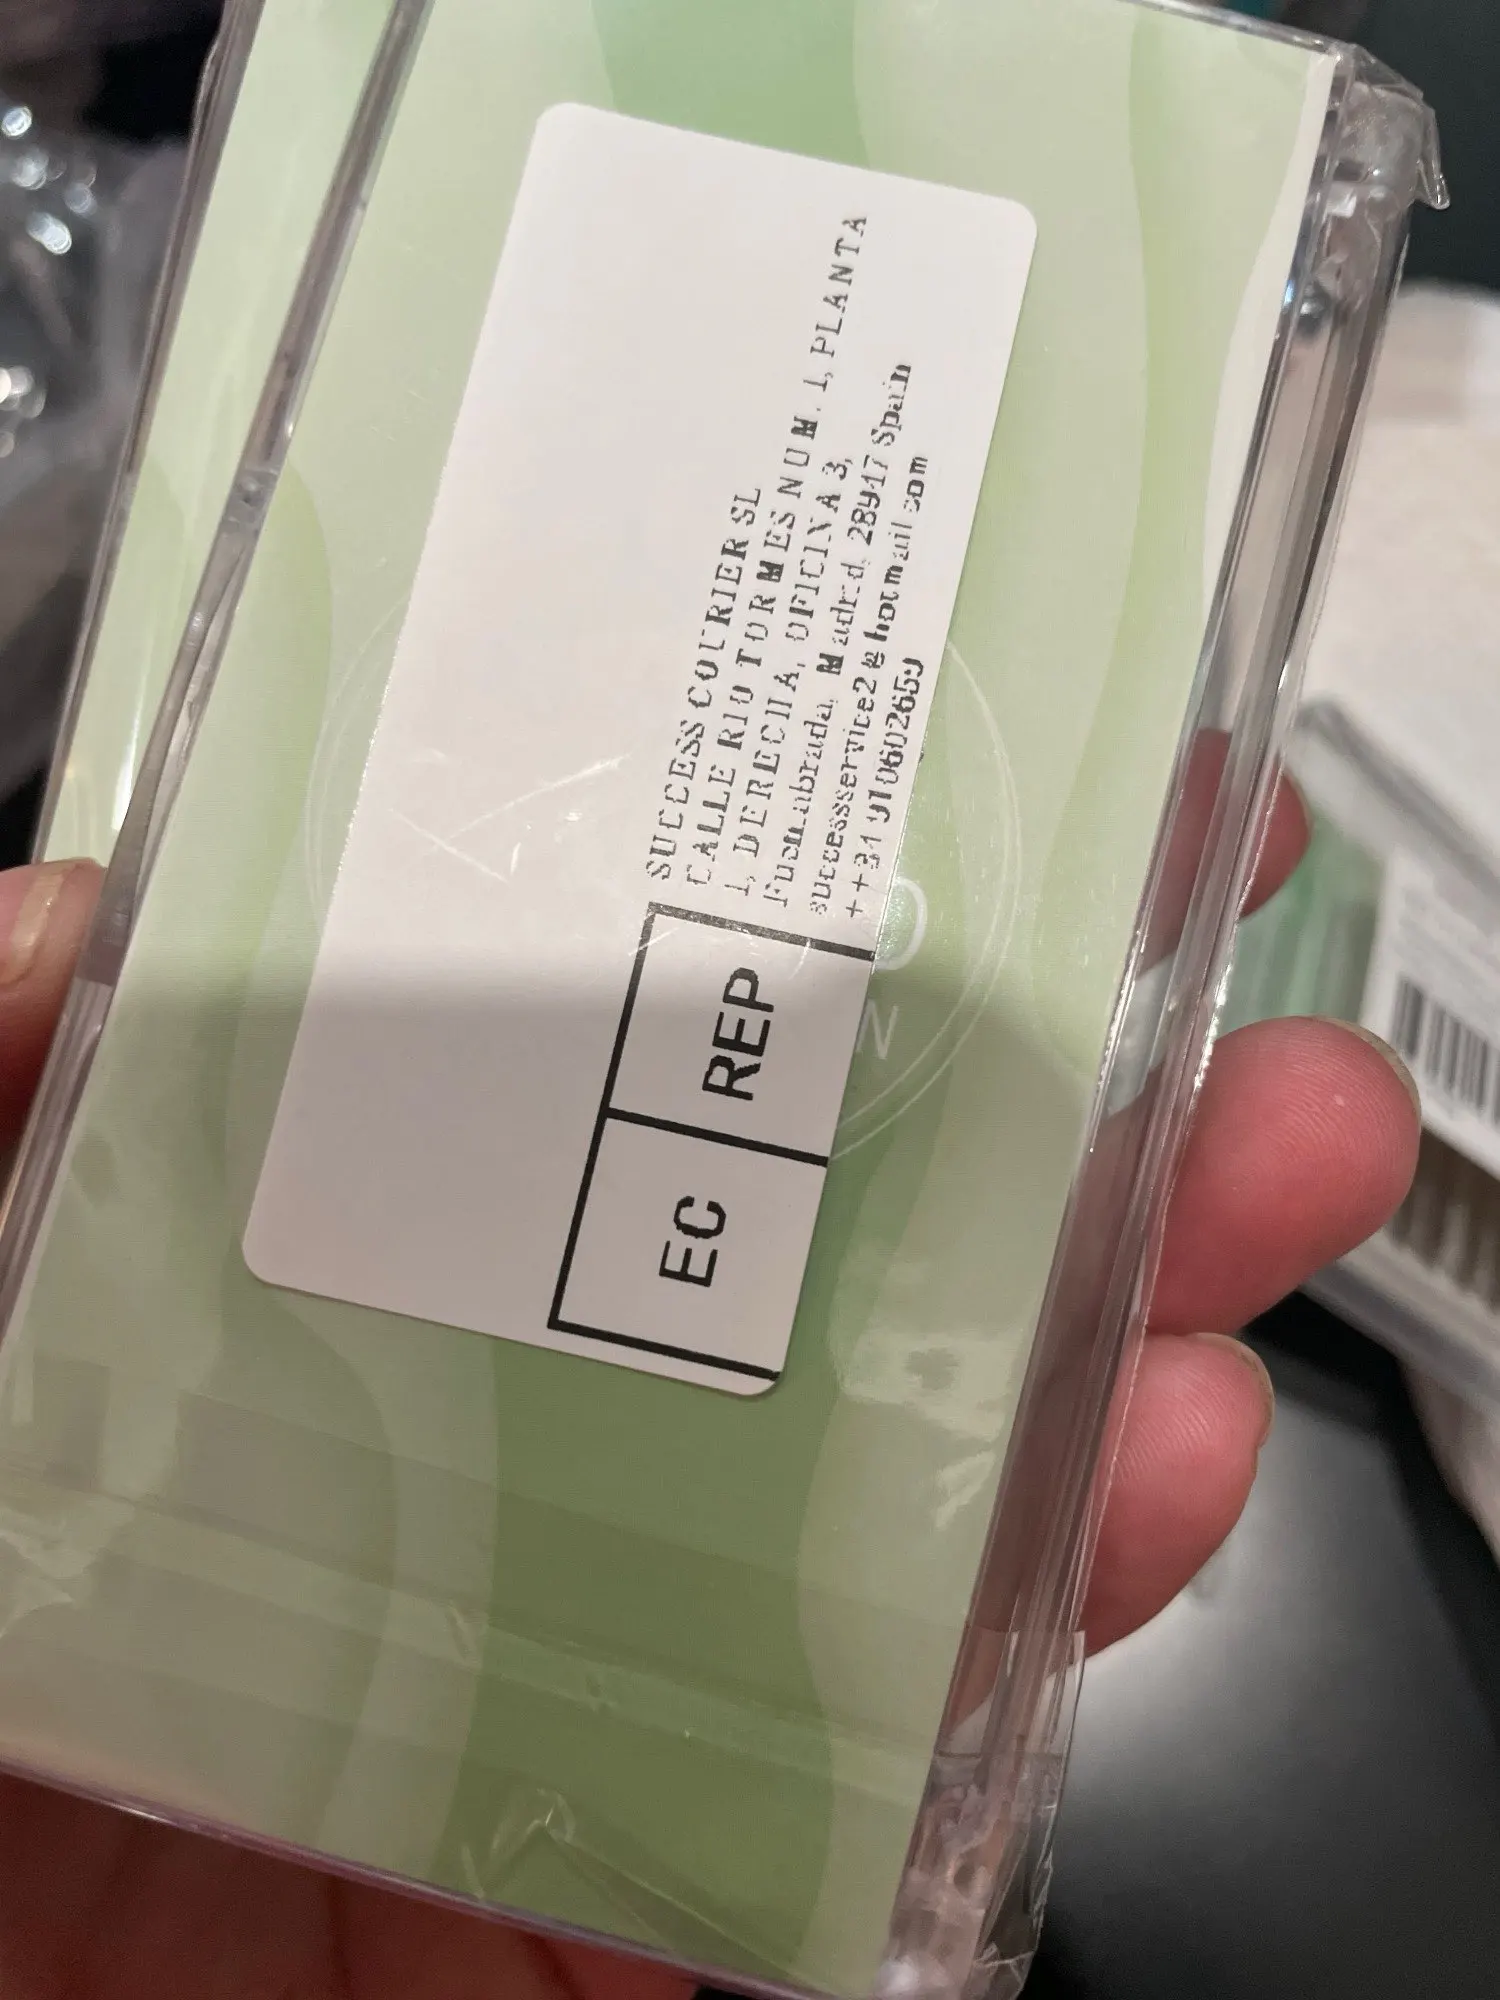 EC REP
SUCCESS COURIER SL
CALLE RIO TORMES NUM. 1, PLANTA
1, DERECHA, OFICINA 3,
Fuenlabrada, Madrid, 28947 Spain
successservice2@hotmail.com
++34 910602659
O
N